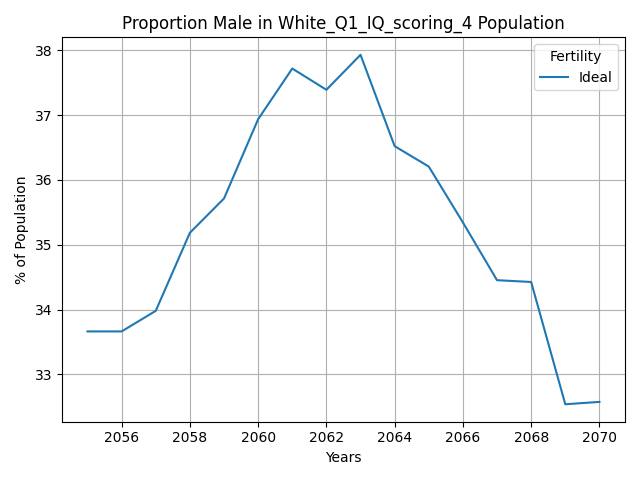 Proportion Male in White_Q1_IQ_scoring_4 Population
Fertility
Ideal
% of Population
38
37
36
35
34
33
2056 2058 2060 2062 2064 2066 2068 2070
Years